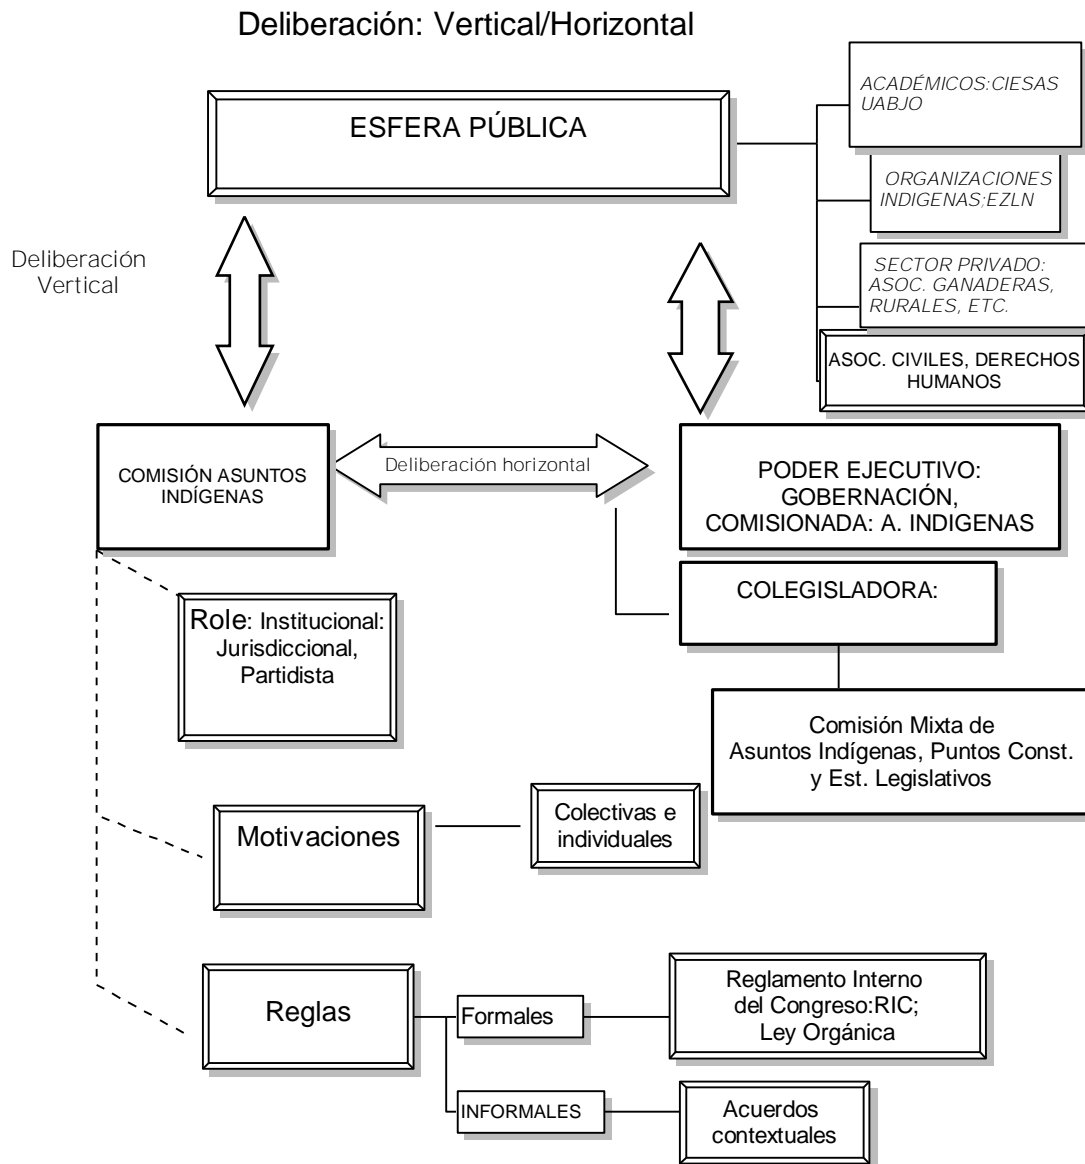 Deliberación: Vertical/Horizontal
ESFERA PÚBLICA
ACADÉMICOS:CIESAS
UABJO
ORGANIZACIONES
INDIGENAS;EZLN
SECTOR PRIVADO:
ASOC. GANADERAS,
RURALES, ETC.
ASOC. CIVILES, DERECHOS
HUMANOS
Deliberación
Vertical
COMISIÓN ASUNTOS
INDÍGENAS
Deliberación horizontal
PODER EJECUTIVO:
GOBERNACIÓN,
COMISIONADA: A. INDIGENAS
COLEGISLADORA:
Comisión Mixta de
Asuntos Indígenas, Puntos Const.
y Est. Legislativos
Role: Institucional:
Jurisdiccional,
Partidista
Motivaciones
Colectivas e
individuales
Reglas
Formales
Reglamento Interno
del Congreso:RIC;
Ley Orgánica
INFORMALES
Acuerdos
contextuales